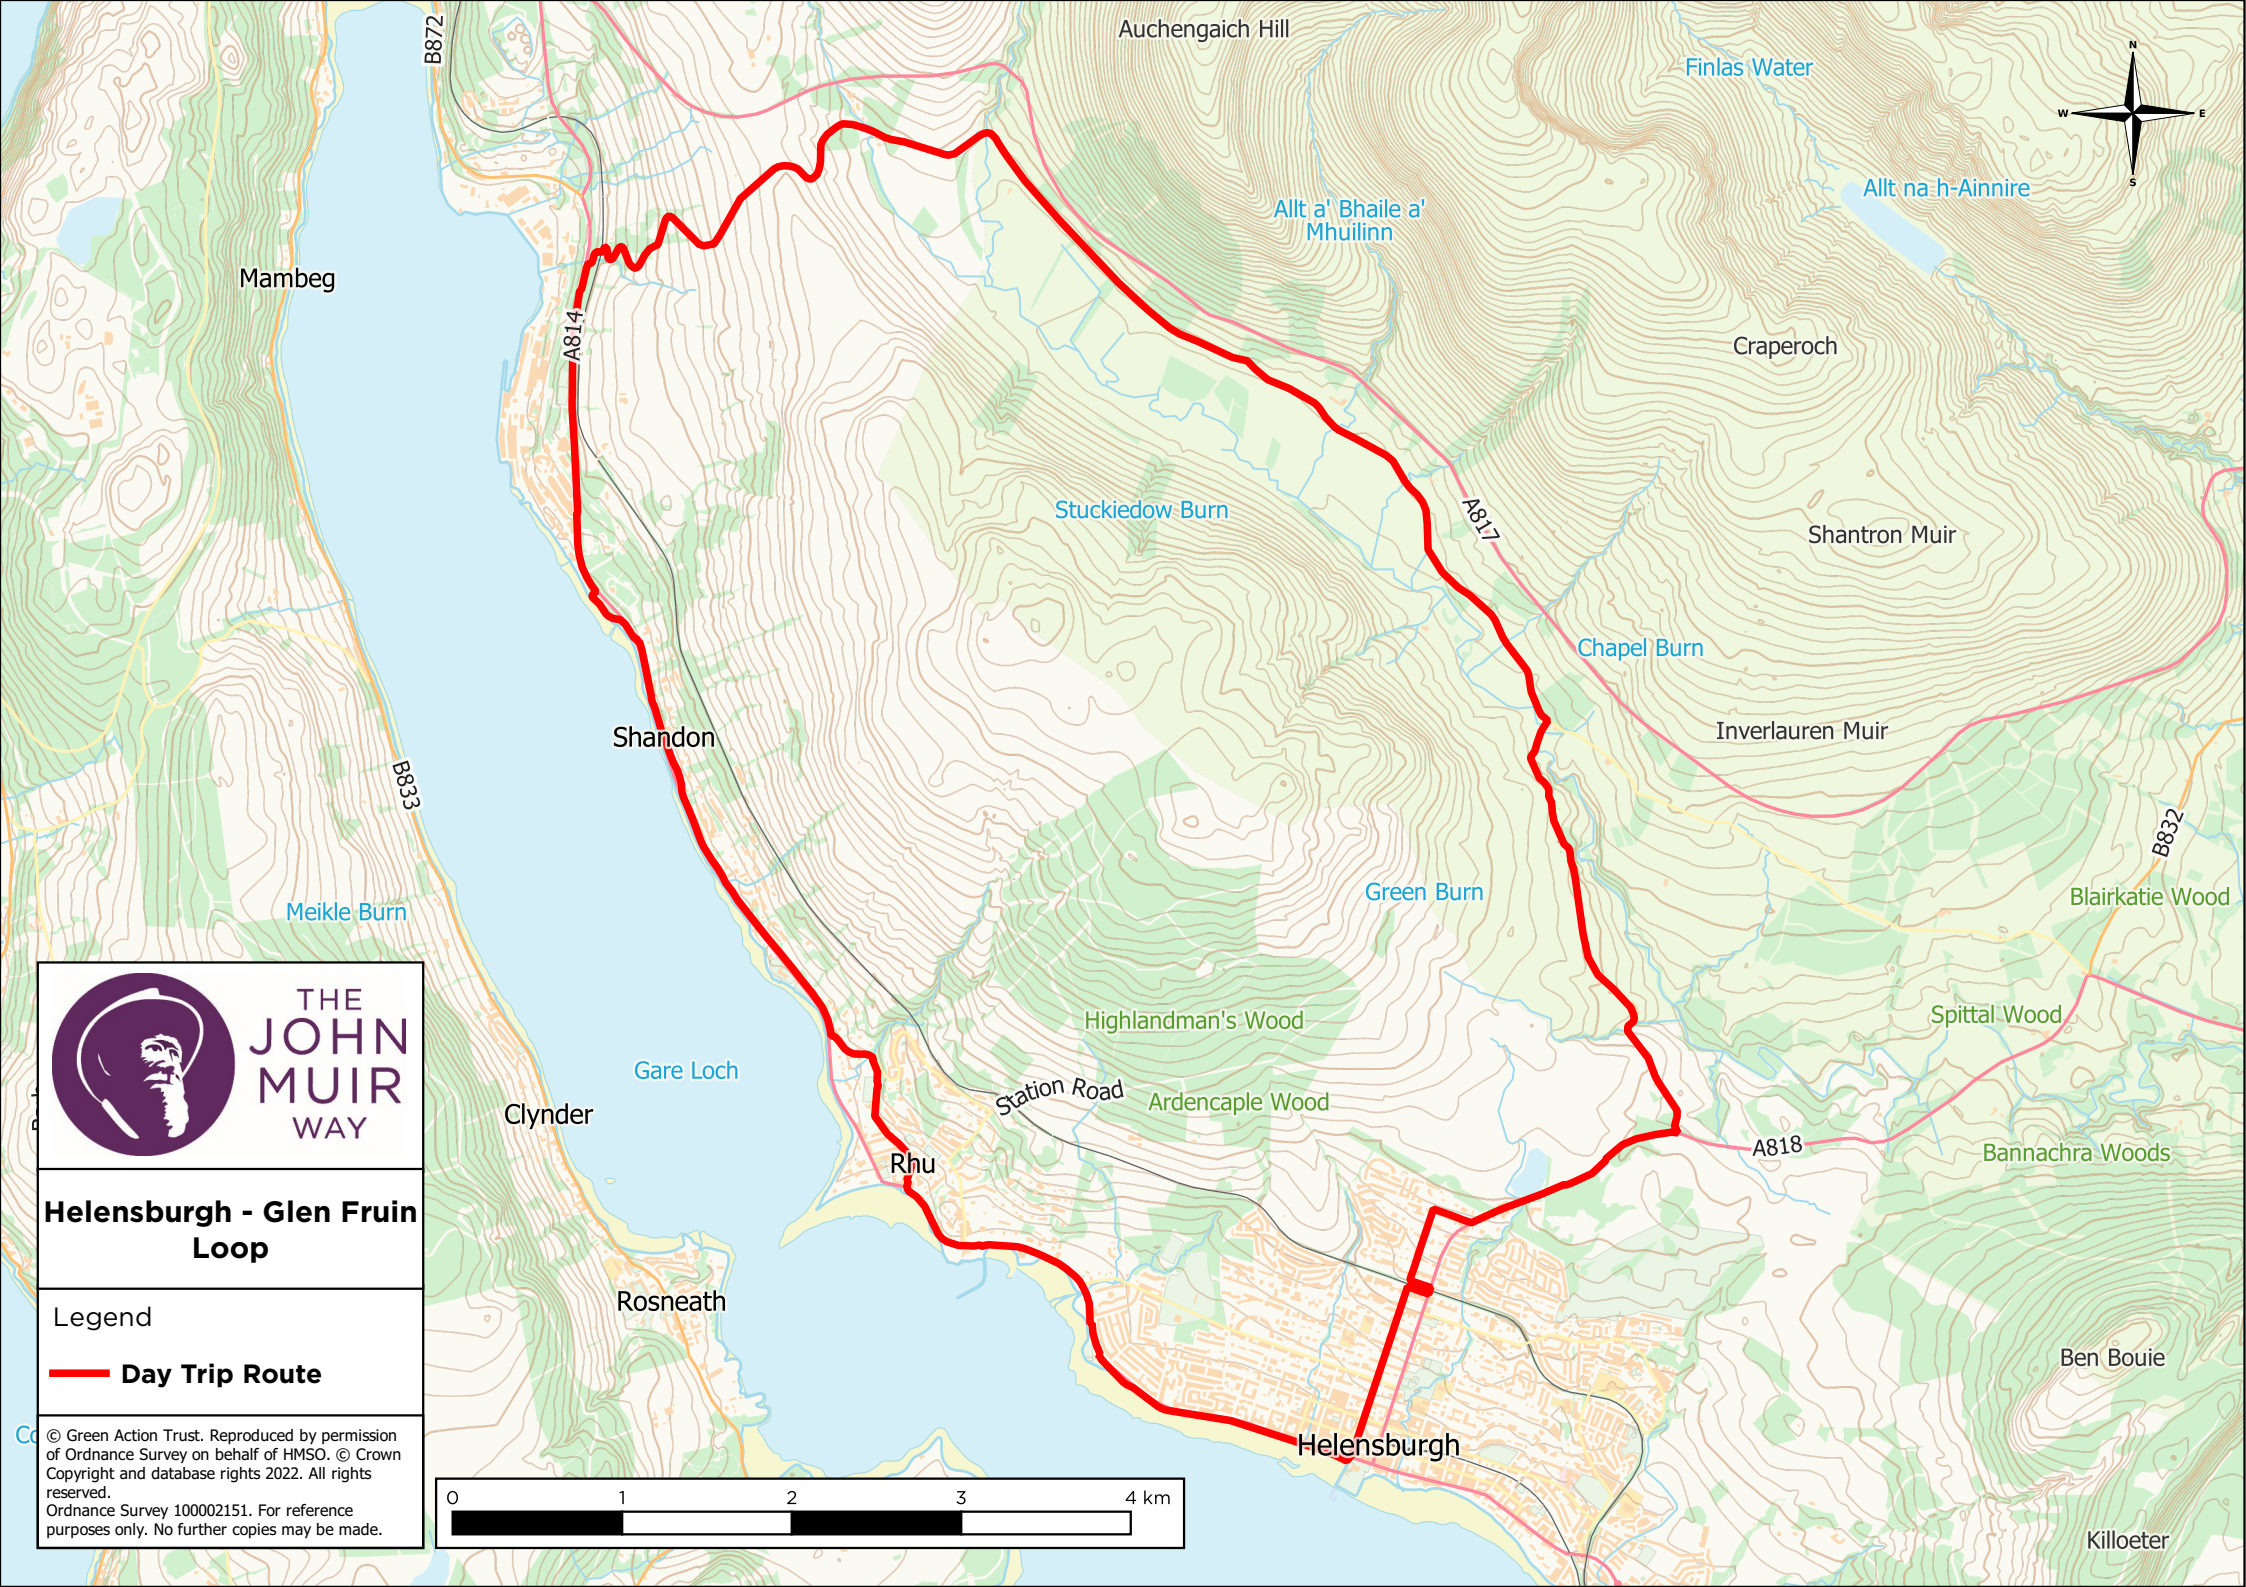 Auchengaich Hill
B872
N
Finlas Water
W
E
S
Allt na h-Ainnire
Allt a' Bhaile a'
Mhuilinn
Mambeg
A814
Craperoch
Stuckiedow Burn
A817
Shantron Muir
Chapel Burn
Shandon
Inverlauren Muir
B833
B832
Green Burn
Blairkatie Wood
Meikle Burn
THE
JOHN
MUIR
WAY
Highlandman's Wood
Spittal Wood
Gare Loch
Station Road
Ardencaple Wood
Clynder
A818
Bannachra Woods
Rhu
Helensburgh - Glen Fruin
Loop
Rosneath
Legend
Ben Bouie
Day Trip Route
Helensburgh
© Green Action Trust. Reproduced by permission
of Ordnance Survey on behalf of HMSO. © Crown
Copyright and database rights 2022. All rights
reserved.
Ordnance Survey 100002151. For reference
purposes only. No further copies may be made.
0 1 2 3 4 km
Killoeter